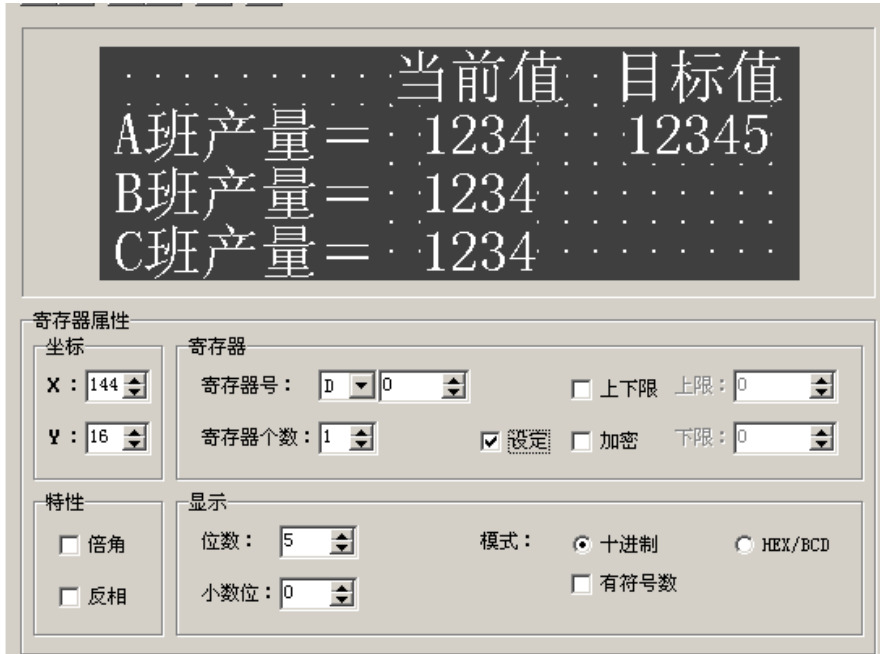 当前值 目标值
A班产量＝ 1234 12345
B班产量＝ 1234
C班产量＝ 1234
寄存器属性
坐标
X：144
Y：16
寄存器
寄存器号： D 0 上下限 上限：0
寄存器个数：1 设定 加密 下限：0
特性
倍角
反相
显示
位数： 5 模式： 十进制 HEX/BCD
小数位：0 有符号数